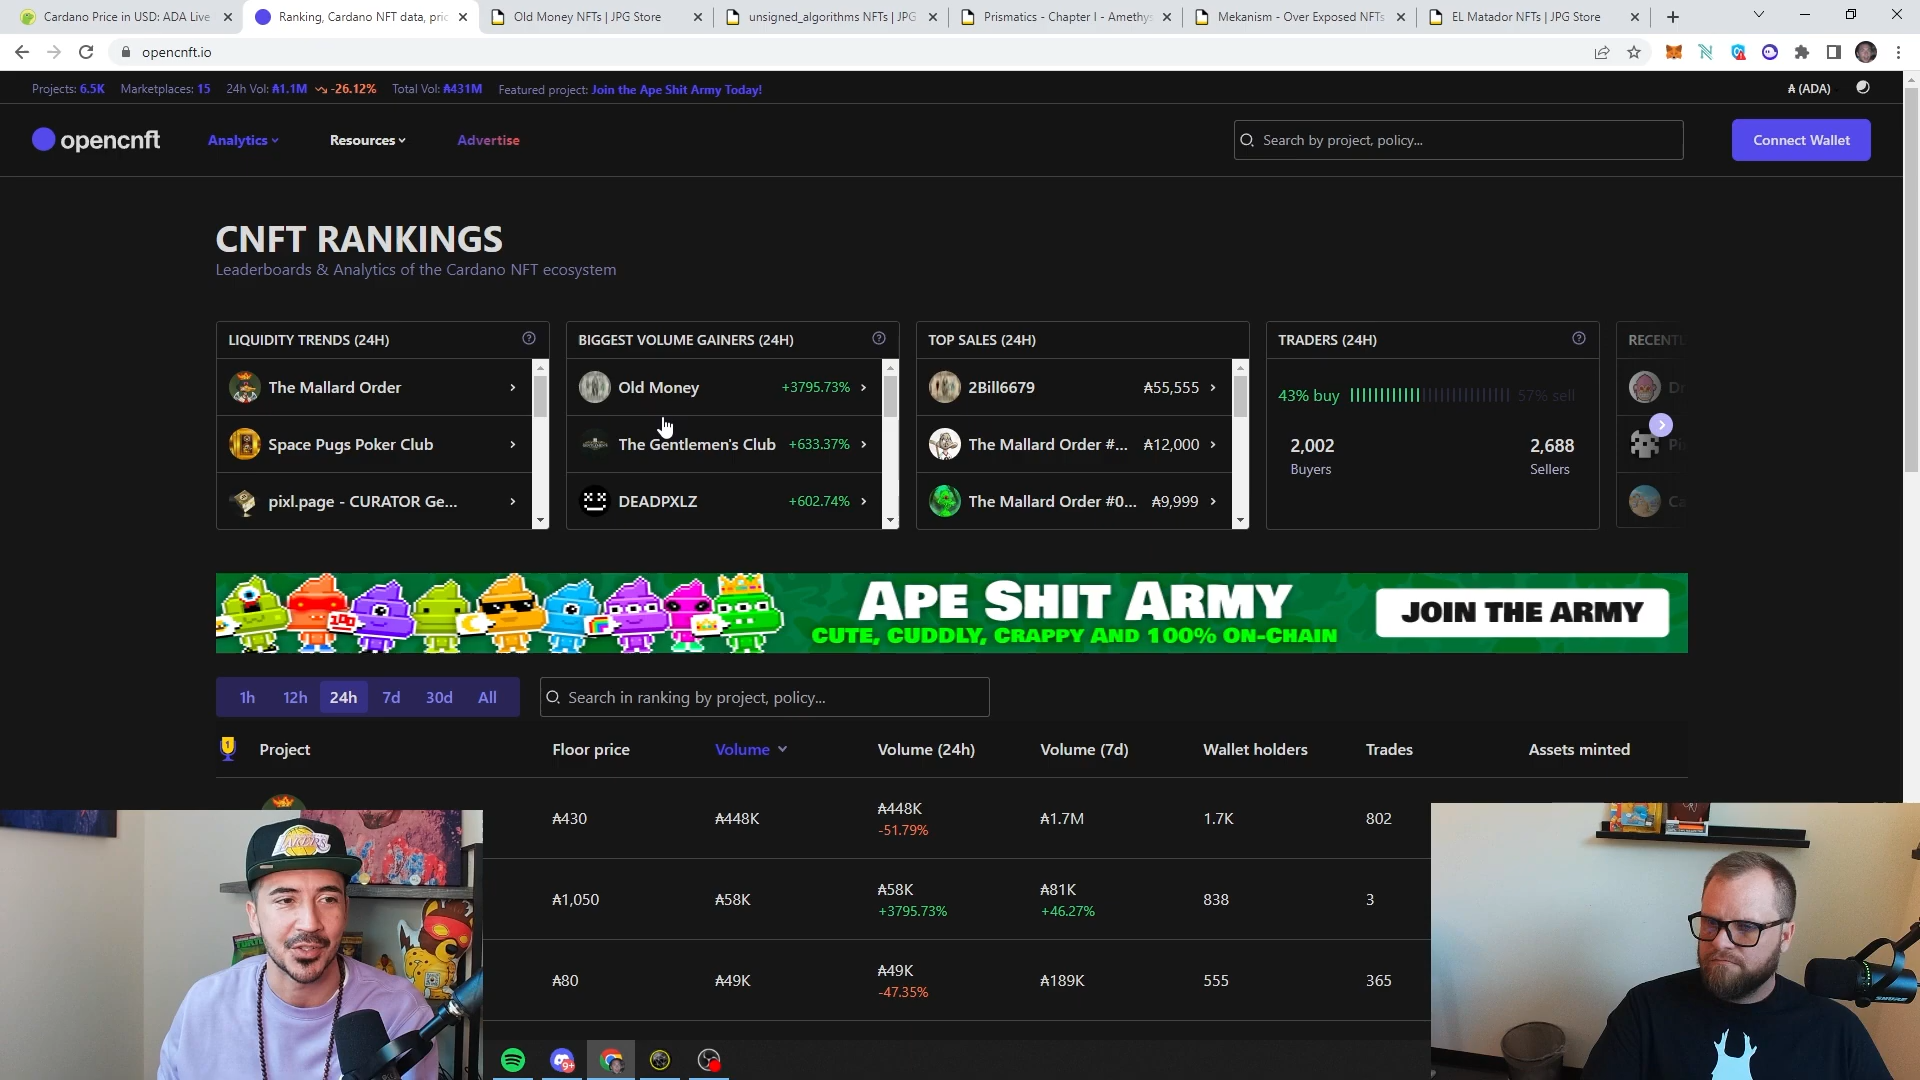 Cardano Price in USD: ADA Live
Ranking, Cardano NFT data, pric
Old Money NFTs | JPG Store
unsigned_algorithms NFTs | JPG
Prismatics - Chapter I - Amethys
Mekanism - Over Exposed NFTs
EL Matador NFTs | JPG Store
opencnft.io
Projects: 6.5K Marketplaces: 15 24h Vol: ₳1.1M -26.12% Total Vol: ₳431M Featured project: Join the Ape Shit Army Today! ₳ (ADA)
opencnft Analytics Resources Advertise Search by project, policy... Connect Wallet
CNFT RANKINGS
Leaderboards & Analytics of the Cardano NFT ecosystem
LIQUIDITY TRENDS (24H)
The Mallard Order
Space Pugs Poker Club
pixl.page - CURATOR Ge...
BIGGEST VOLUME GAINERS (24H)
Old Money +3795.73%
The Gentlemen's Club +633.37%
DEADPXLZ +602.74%
TOP SALES (24H)
2Bill6679 ₳55,555
The Mallard Order #... ₳12,000
The Mallard Order #0... ₳9,999
TRADERS (24H)
43% buy 57% sell
2,002 2,688
Buyers Sellers
RECENTL
APE SHIT ARMY
CUTE, CUDDLY, CRAPPY AND 100% ON-CHAIN
JOIN THE ARMY
1h 12h 24h 7d 30d All Search in ranking by project, policy...
Project Floor price Volume Volume (24h) Volume (7d) Wallet holders Trades Assets minted
₳430 ₳448K ₳448K -51.79% ₳1.7M 1.7K 802
₳1,050 ₳58K ₳58K +3795.73% ₳81K +46.27% 838 3
₳80 ₳49K ₳49K -47.35% ₳189K 555 365
LAKERS
SHURE
9+